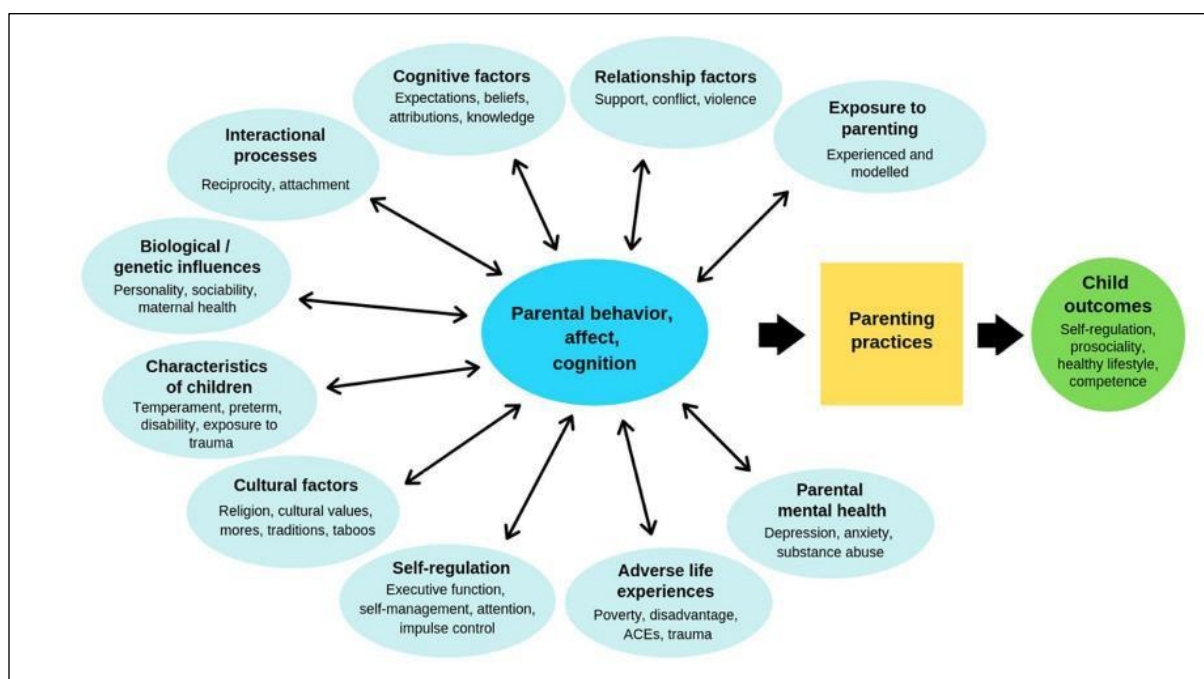 Cognitive factors
Expectations, beliefs,
attributions, knowledge
Relationship factors
Support, conflict, violence
Exposure to
parenting
Experienced and
modelled
Interactional
processes
Reciprocity, attachment
Biological /
genetic influences
Personality, sociability,
maternal health
Characteristics
of children
Temperament, preterm,
disability, exposure to
trauma
Cultural factors
Religion, cultural values,
mores, traditions, taboos
Self-regulation
Executive function,
self-management, attention,
impulse control
Adverse life
experiences
Poverty, disadvantage,
ACEs, trauma
Parental
mental health
Depression, anxiety,
substance abuse
Parental behavior,
affect,
cognition
Parenting
practices
Child
outcomes
Self-regulation,
prosociality,
healthy lifestyle,
competence